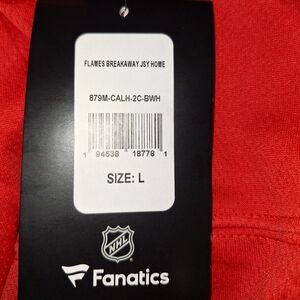 FLAMES BREAKAWAY JSY HOME
879M-CALH-2C-BWH
1 94538 18778 1
SIZE: L
NHL
Fanatics